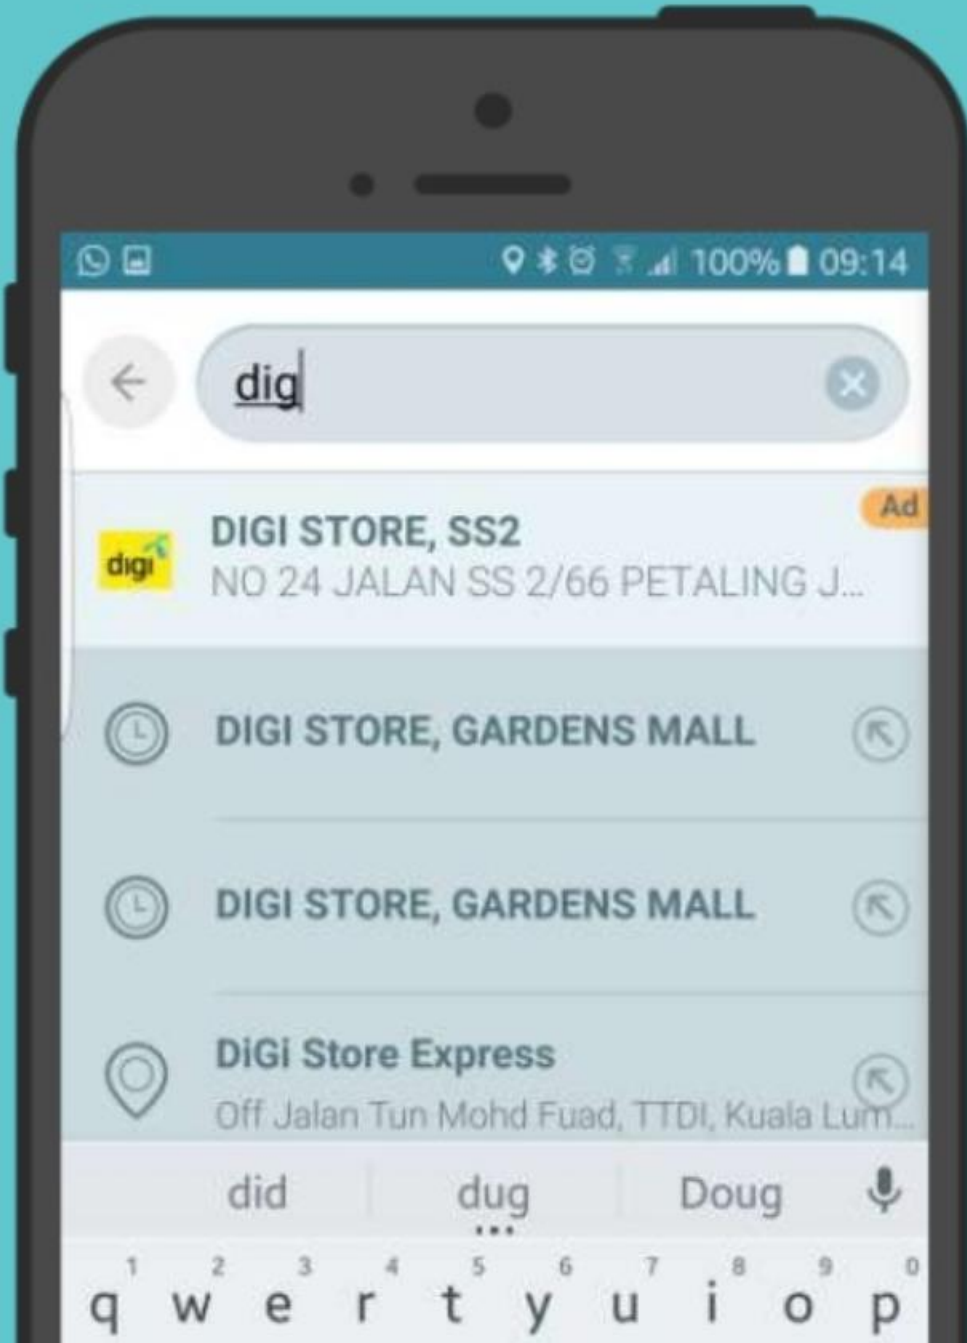 100% 09:14
dig
Ad
digi
DIGI STORE, SS2
NO 24 JALAN SS 2/66 PETALING J...
DIGI STORE, GARDENS MALL
DIGI STORE, GARDENS MALL
DiGi Store Express
Off Jalan Tun Mohd Fuad, TTDI, Kuala Lum...
did dug Doug
1 2 3 4 5 6 7 8 9 0
q w e r t y u i o p